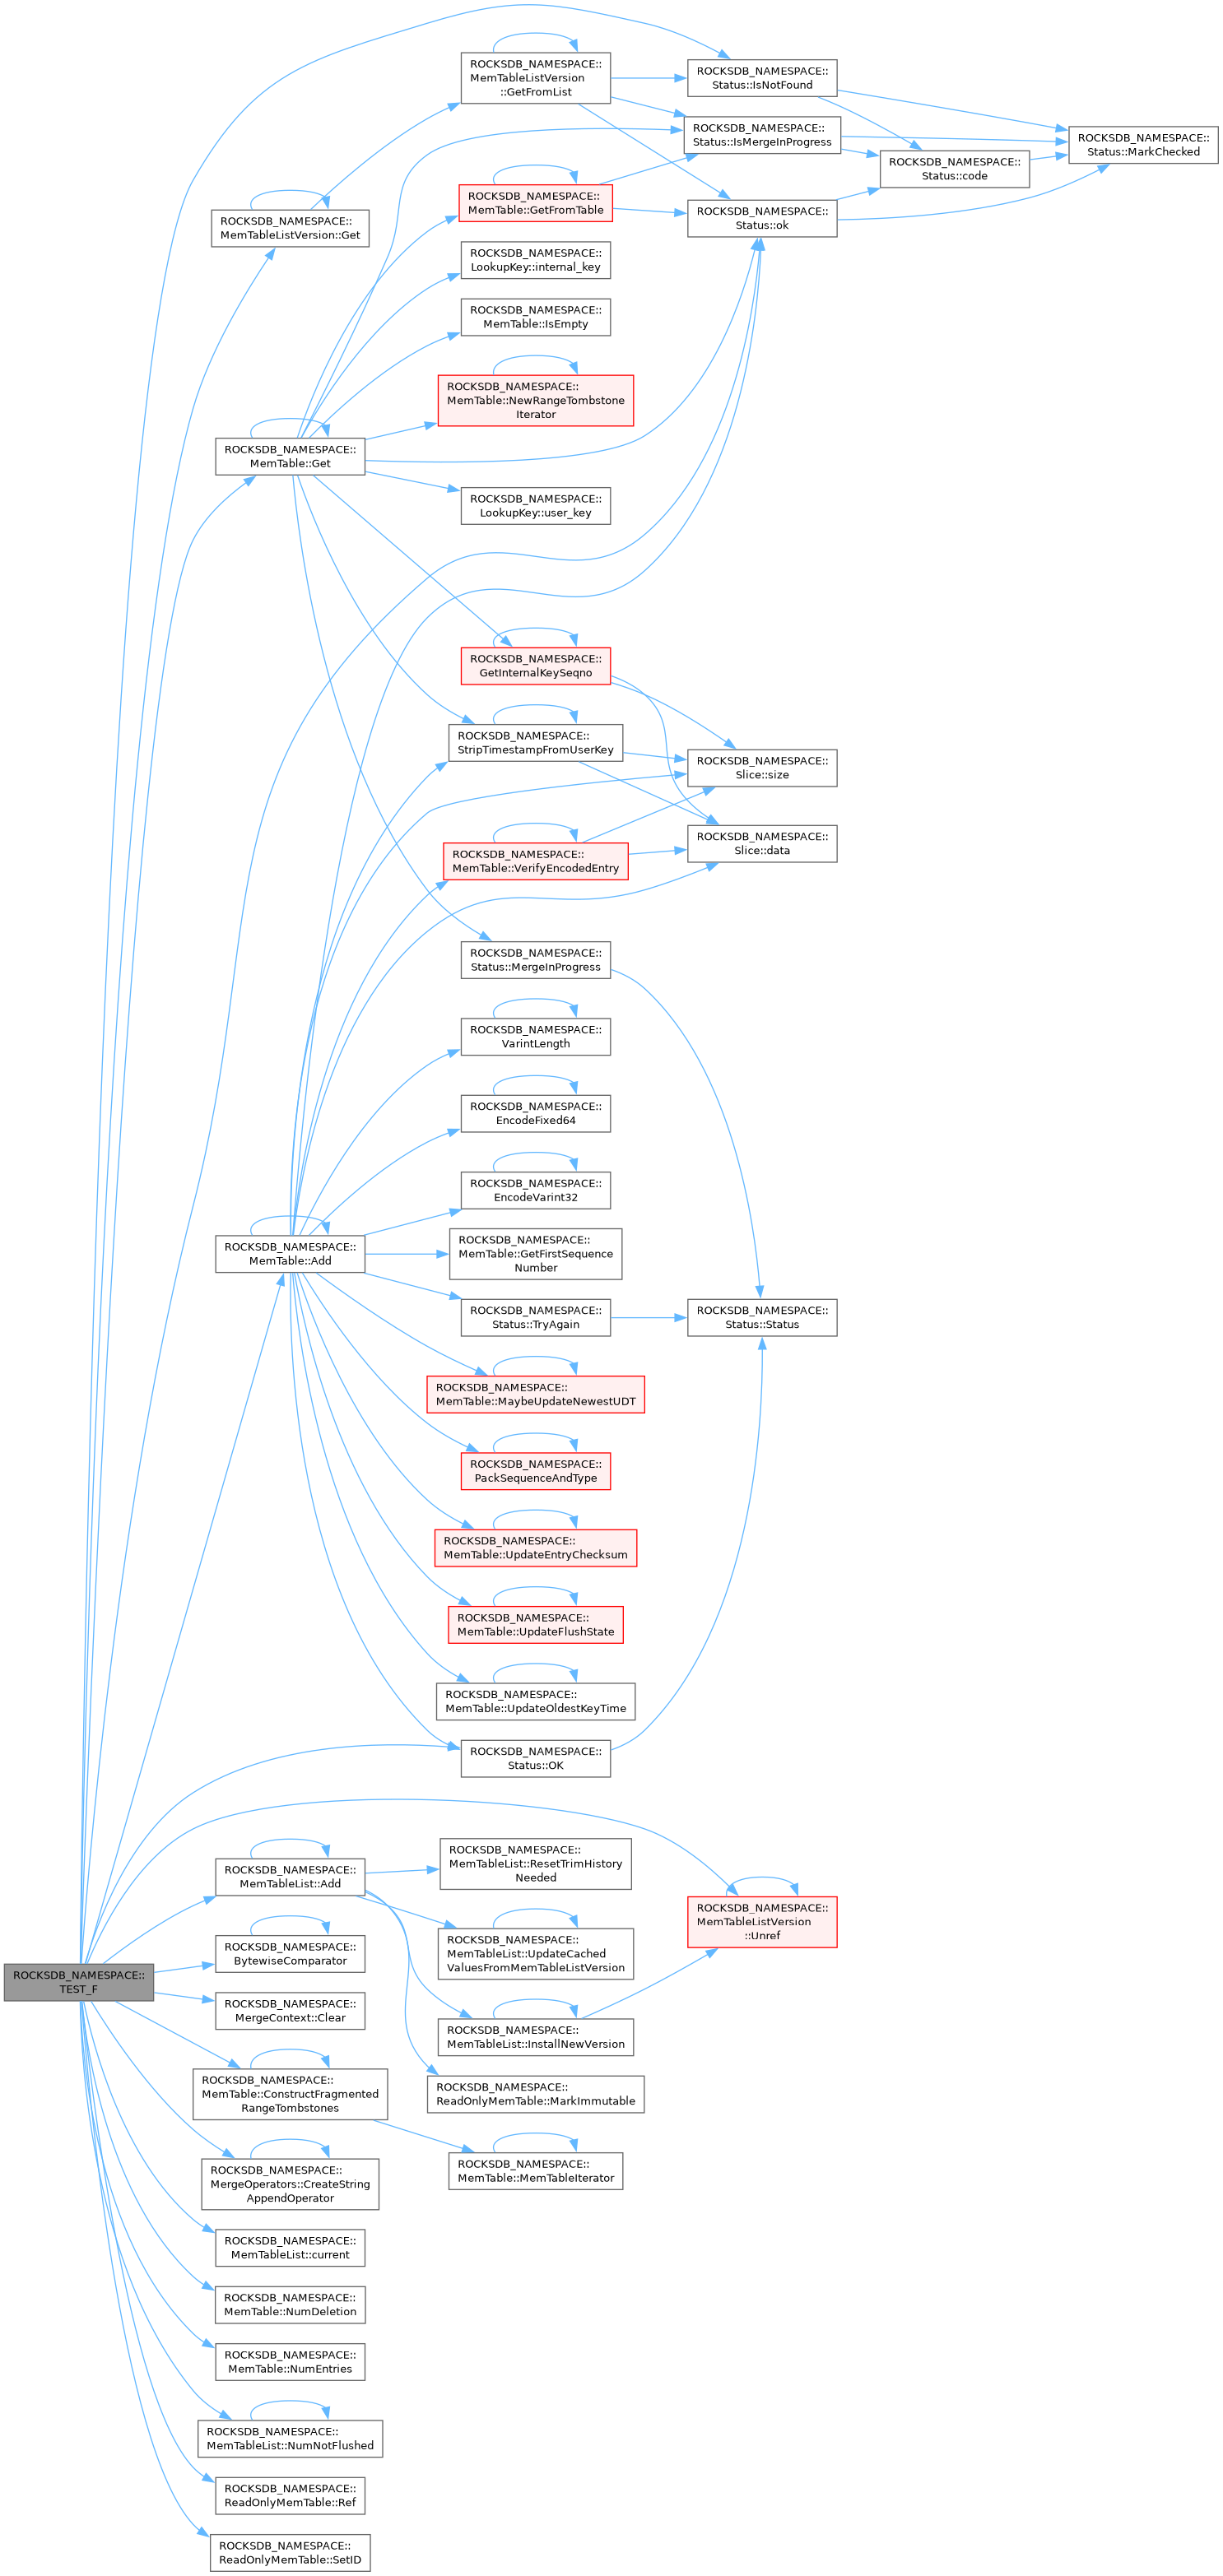 ROCKSDB_NAMESPACE::
MemTableListVersion
::GetFromList
ROCKSDB_NAMESPACE::
Status::IsNotFound
ROCKSDB_NAMESPACE::
Status::IsMergeInProgress
ROCKSDB_NAMESPACE::
Status::MarkChecked
ROCKSDB_NAMESPACE::
Status::code
ROCKSDB_NAMESPACE::
MemTable::GetFromTable
ROCKSDB_NAMESPACE::
Status::ok
ROCKSDB_NAMESPACE::
MemTableListVersion::Get
ROCKSDB_NAMESPACE::
LookupKey::internal_key
ROCKSDB_NAMESPACE::
MemTable::IsEmpty
ROCKSDB_NAMESPACE::
MemTable::NewRangeTombstone
Iterator
ROCKSDB_NAMESPACE::
MemTable::Get
ROCKSDB_NAMESPACE::
LookupKey::user_key
ROCKSDB_NAMESPACE::
GetInternalKeySeqno
ROCKSDB_NAMESPACE::
StripTimestampFromUserKey
ROCKSDB_NAMESPACE::
Slice::size
ROCKSDB_NAMESPACE::
Slice::data
ROCKSDB_NAMESPACE::
MemTable::VerifyEncodedEntry
ROCKSDB_NAMESPACE::
Status::MergeInProgress
ROCKSDB_NAMESPACE::
VarintLength
ROCKSDB_NAMESPACE::
EncodeFixed64
ROCKSDB_NAMESPACE::
EncodeVarint32
ROCKSDB_NAMESPACE::
MemTable::Add
ROCKSDB_NAMESPACE::
MemTable::GetFirstSequence
Number
ROCKSDB_NAMESPACE::
Status::TryAgain
ROCKSDB_NAMESPACE::
Status::Status
ROCKSDB_NAMESPACE::
MemTable::MaybeUpdateNewestUDT
ROCKSDB_NAMESPACE::
PackSequenceAndType
ROCKSDB_NAMESPACE::
MemTable::UpdateEntryChecksum
ROCKSDB_NAMESPACE::
MemTable::UpdateFlushState
ROCKSDB_NAMESPACE::
MemTable::UpdateOldestKeyTime
ROCKSDB_NAMESPACE::
Status::OK
ROCKSDB_NAMESPACE::
MemTableList::Add
ROCKSDB_NAMESPACE::
MemTableList::ResetTrimHistory
Needed
ROCKSDB_NAMESPACE::
MemTableListVersion
::Unref
ROCKSDB_NAMESPACE::
BytewiseComparator
ROCKSDB_NAMESPACE::
MemTableList::UpdateCached
ValuesFromMemTableListVersion
ROCKSDB_NAMESPACE::
TEST_F
ROCKSDB_NAMESPACE::
MergeContext::Clear
ROCKSDB_NAMESPACE::
MemTableList::InstallNewVersion
ROCKSDB_NAMESPACE::
MemTable::ConstructFragmented
RangeTombstones
ROCKSDB_NAMESPACE::
ReadOnlyMemTable::MarkImmutable
ROCKSDB_NAMESPACE::
MemTable::MemTableIterator
ROCKSDB_NAMESPACE::
MergeOperators::CreateString
AppendOperator
ROCKSDB_NAMESPACE::
MemTableList::current
ROCKSDB_NAMESPACE::
MemTable::NumDeletion
ROCKSDB_NAMESPACE::
MemTable::NumEntries
ROCKSDB_NAMESPACE::
MemTableList::NumNotFlushed
ROCKSDB_NAMESPACE::
ReadOnlyMemTable::Ref
ROCKSDB_NAMESPACE::
ReadOnlyMemTable::SetID